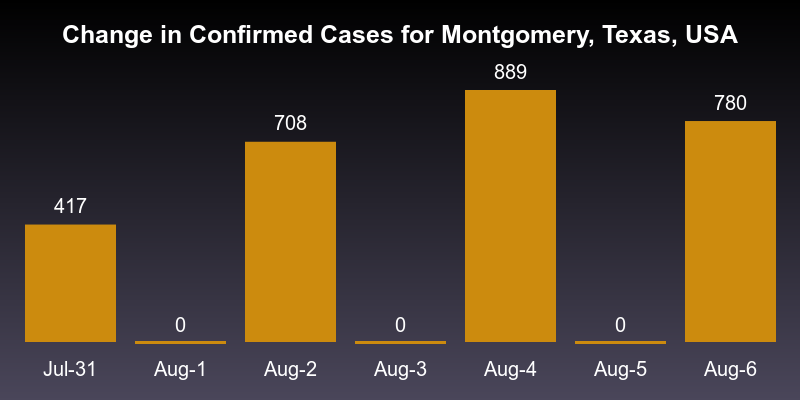 Change in Confirmed Cases for Montgomery, Texas, USA
417
0
708
0
889
0
780
Jul-31
Aug-1
Aug-2
Aug-3
Aug-4
Aug-5
Aug-6